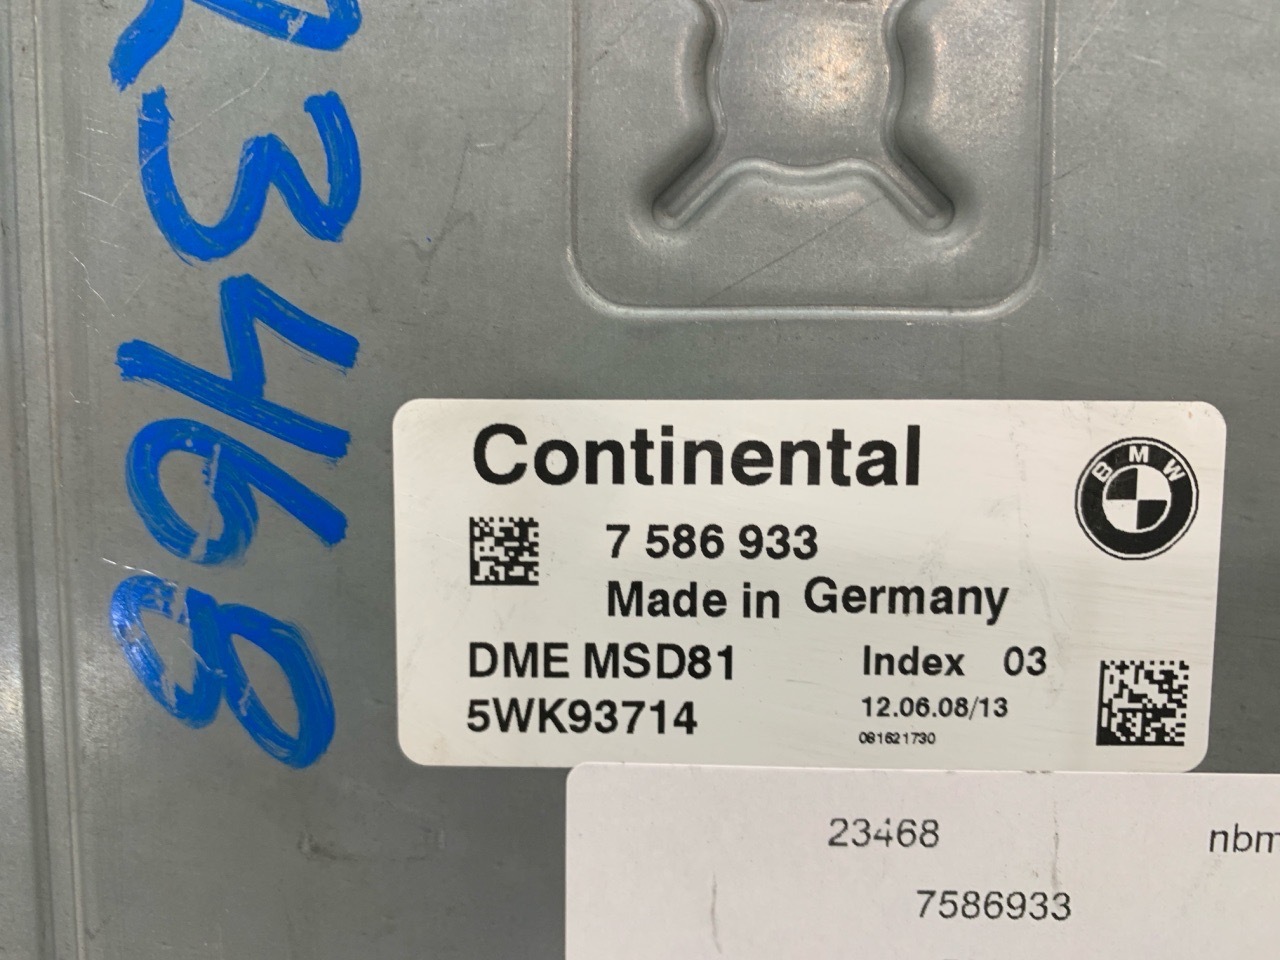 23468
Continental
BMW
7 586 933
Made in Germany
DME MSD81 Index 03
5WK93714 12.06.08/13
081621730
23468 nbm
7586933